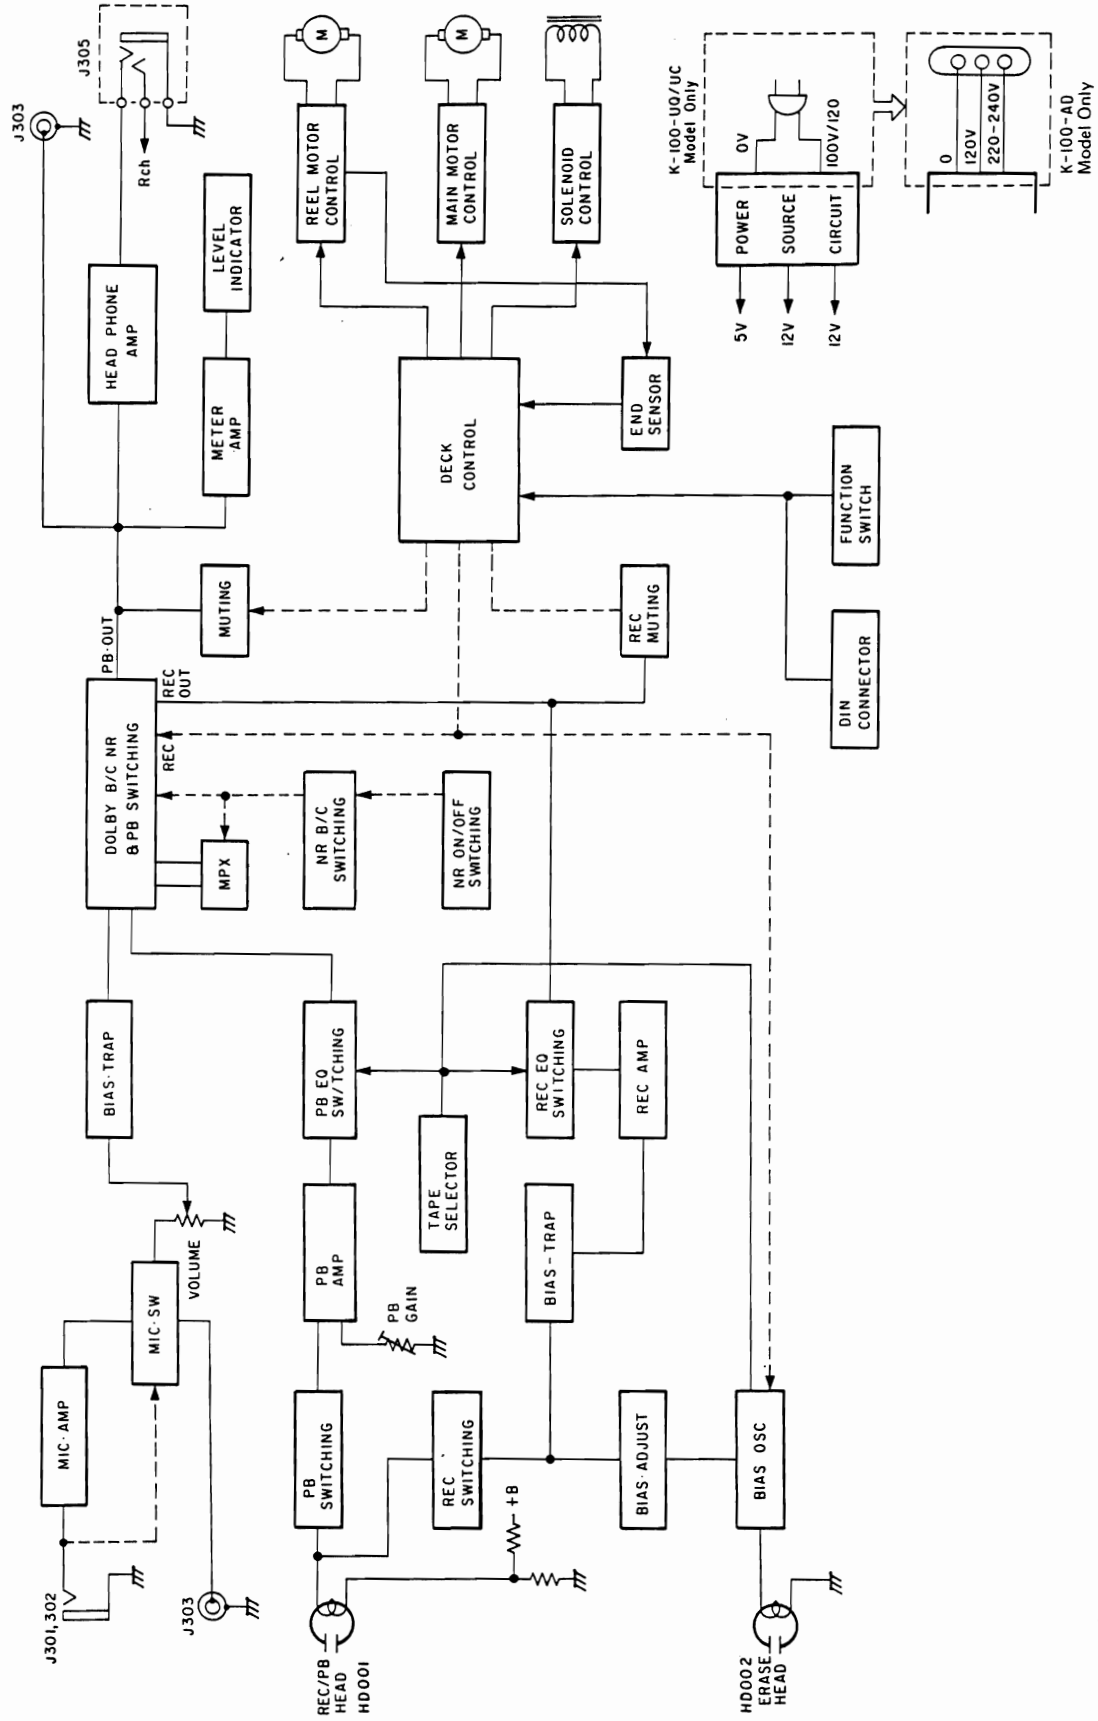 J301,302
MIC·AMP
J303
MIC·SW
VOLUME
BIAS·TRAP
DOLBY B/C NR
& PB SWITCHING
PB·OUT
REC
OUT
REC
MPX
NR B/C
SWITCHING
NR ON/OFF
SWITCHING
MUTING
HEAD PHONE
AMP
METER
AMP
LEVEL
INDICATOR
J303
J305
Rch
REC/PB
HEAD
HD001
PB
SWITCHING
PB
AMP
PB
GAIN
PB EQ
SW/TCHING
REC
SWITCHING
+B
TAPE
SELECTOR
BIAS-TRAP
REC EQ
SWITCHING
REC AMP
BIAS·ADJUST
BIAS OSC
HD002
ERASE
HEAD
REC
MUTING
DECK
CONTROL
END
SENSOR
REEL MOTOR
CONTROL
M
MAIN MOTOR
CONTROL
M
SOLENOID
CONTROL
DIN
CONNECTOR
FUNCTION
SWITCH
5V
12V
12V
POWER
SOURCE
CIRCUIT
0V
100V/120
K-100-UQ/UC
Model Only
0
120V
220-240V
K-100-AD
Model Only